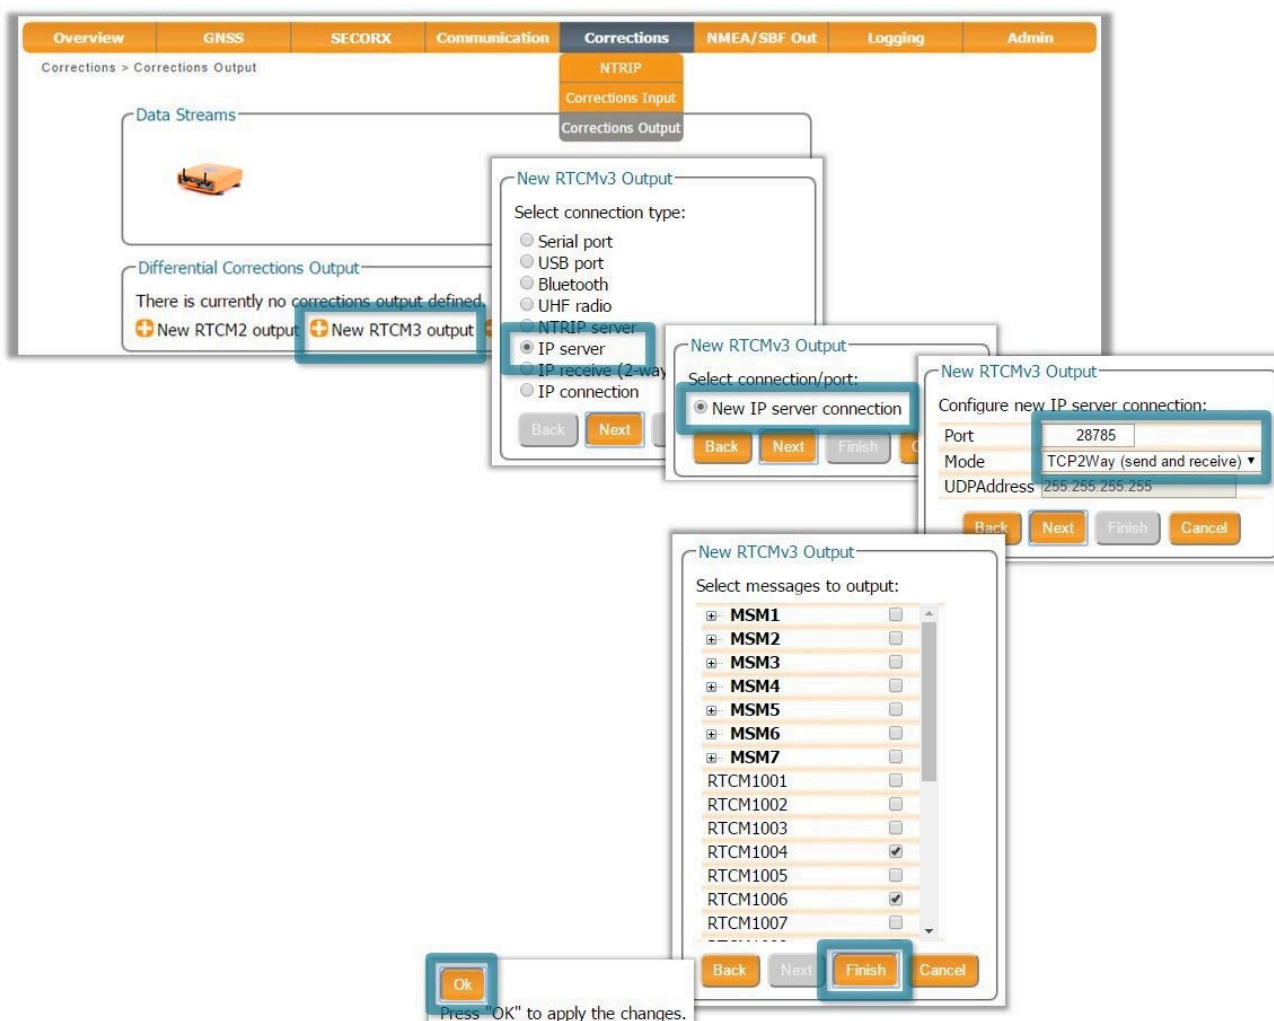 Overview GNSS SECORX Communication Corrections NMEA/SBF Out Logging Admin
Corrections > Corrections Output
NTRIP
Corrections Input
Corrections Output
Data Streams
Differential Corrections Output
There is currently no corrections output defined.
New RTCM2 output New RTCM3 output
New RTCMv3 Output
Select connection type:
Serial port
USB port
Bluetooth
UHF radio
NTRIP server
IP server
IP receive (2-way
IP connection
Back Next
New RTCMv3 Output
Select connection/port:
New IP server connection
Back Next Finish
New RTCMv3 Output
Configure new IP server connection:
Port 28785
Mode TCP2Way (send and receive)
UDPAddress 255.255.255.255
Back Next Finish Cancel
New RTCMv3 Output
Select messages to output:
MSM1
MSM2
MSM3
MSM4
MSM5
MSM6
MSM7
RTCM1001
RTCM1002
RTCM1003
RTCM1004
RTCM1005
RTCM1006
RTCM1007
Back Next Finish Cancel
Ok
Press "OK" to apply the changes.